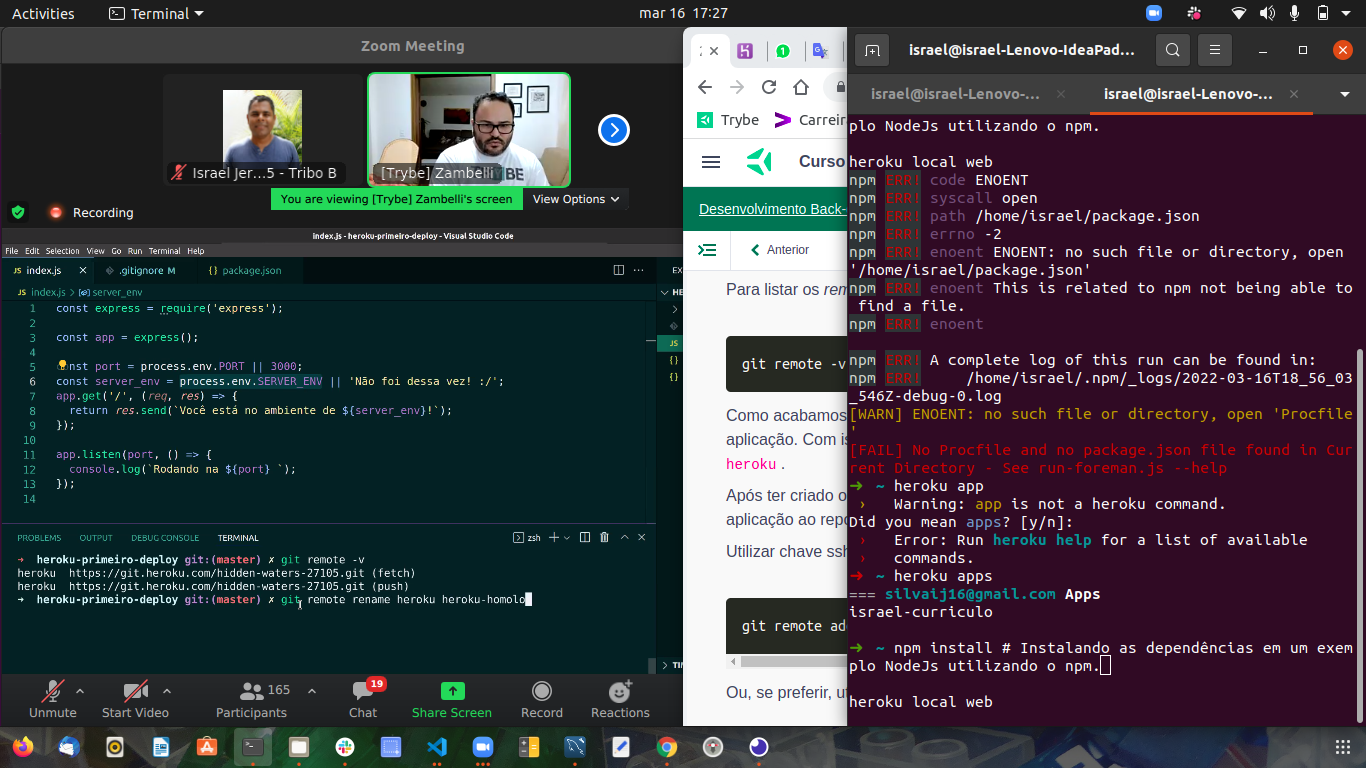 Activities
Terminal
mar 16 17:27
Zoom Meeting
Israel Jer...5 - Tribo B
[Trybe] Zambelli
You are viewing [Trybe] Zambelli's screen
View Options
Recording
index.js - heroku-primeiro-deploy - Visual Studio Code
File Edit Selection View Go Run Terminal Help
JS index.js
.gitignore M
{} package.json
EX
JS index.js > server_env
HE
1 const express = require('express');
2
3 const app = express();
4
5 const port = process.env.PORT || 3000;
6 const server_env = process.env.SERVER_ENV || 'Não foi dessa vez! :/';
7 app.get('/', (req, res) => {
8 return res.send(`Você está no ambiente de ${server_env}!`);
9 });
10
11 app.listen(port, () => {
12 console.log(`Rodando na ${port} `);
13 });
14
JS
{}
{}
PROBLEMS OUTPUT DEBUG CONSOLE TERMINAL
zsh
➜ heroku-primeiro-deploy git:(master) ✗ git remote -v
heroku https://git.heroku.com/hidden-waters-27105.git (fetch)
heroku https://git.heroku.com/hidden-waters-27105.git (push)
➜ heroku-primeiro-deploy git:(master) ✗ git remote rename heroku heroku-homolo
TIM
Unmute
Start Video
165
Participants
19
Chat
Share Screen
Record
Reactions
1
Trybe
Carreir
Curso
Desenvolvimento Back-
Anterior
Para listar os rem
git remote -v
Como acabamos
aplicação. Com is
heroku .
Após ter criado o
aplicação ao repo
Utilizar chave ssh
git remote add
Ou, se preferir, ut
israel@israel-Lenovo-IdeaPad...
israel@israel-Lenovo-...
israel@israel-Lenovo-...
plo NodeJs utilizando o npm.
heroku local web
npm ERR! code ENOENT
npm ERR! syscall open
npm ERR! path /home/israel/package.json
npm ERR! errno -2
npm ERR! enoent ENOENT: no such file or directory, open
'/home/israel/package.json'
npm ERR! enoent This is related to npm not being able to
find a file.
npm ERR! enoent
npm ERR! A complete log of this run can be found in:
npm ERR! /home/israel/.npm/_logs/2022-03-16T18_56_03
_546Z-debug-0.log
[WARN] ENOENT: no such file or directory, open 'Procfile
'
[FAIL] No Procfile and no package.json file found in Cur
rent Directory - See run-foreman.js --help
➜ ~ heroku app
› Warning: app is not a heroku command.
Did you mean apps? [y/n]:
› Error: Run heroku help for a list of available
› commands.
➜ ~ heroku apps
=== silvaij16@gmail.com Apps
israel-curriculo
➜ ~ npm install # Instalando as dependências em um exem
plo NodeJs utilizando o npm.
heroku local web